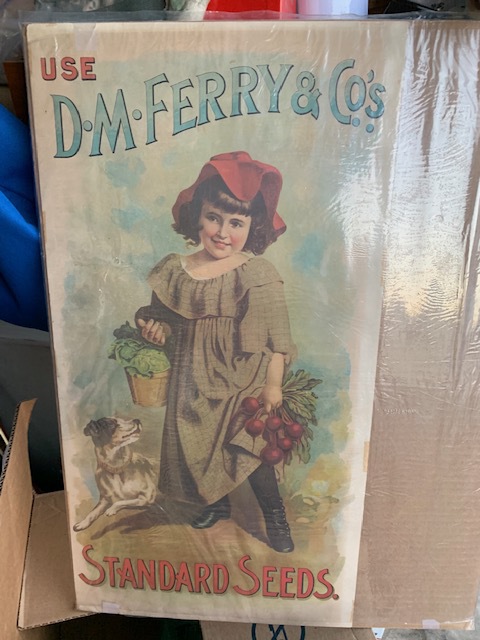 USE
D·M·FERRY & Co's
STANDARD SEEDS.